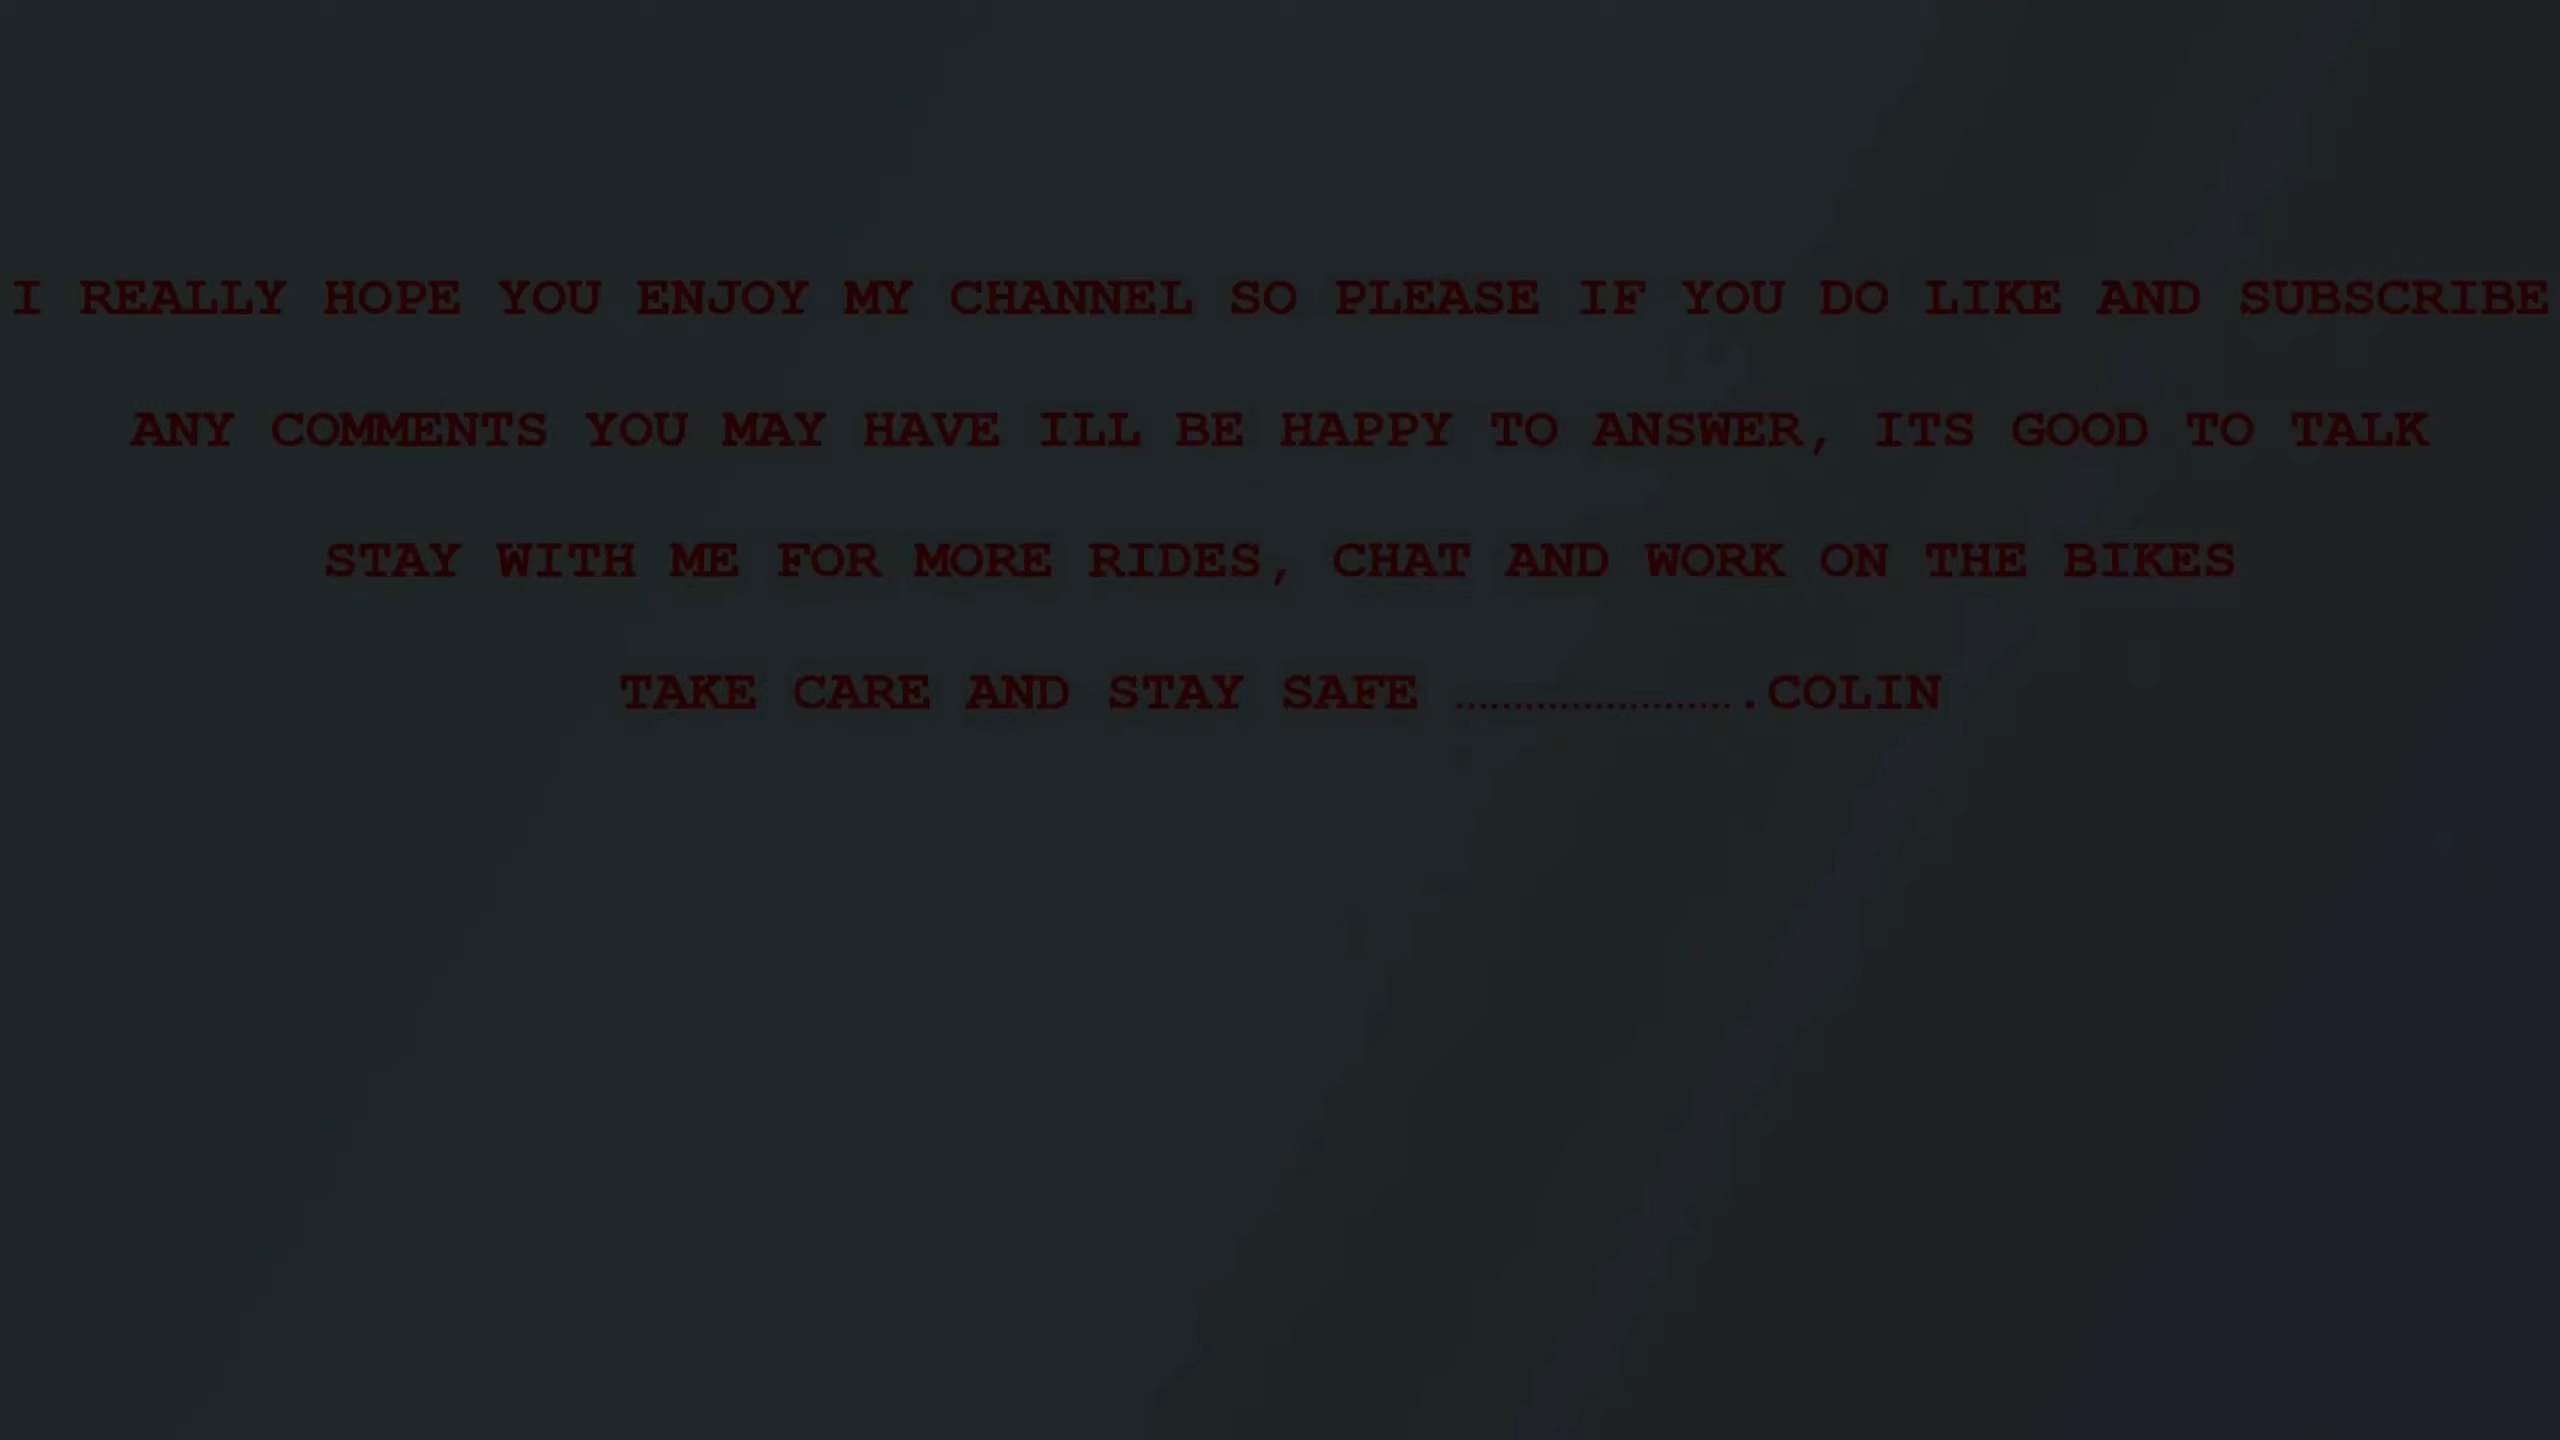 I REALLY HOPE YOU ENJOY MY CHANNEL SO PLEASE IF YOU DO LIKE AND SUBSCRIBE
ANY COMMENTS YOU MAY HAVE ILL BE HAPPY TO ANSWER, ITS GOOD TO TALK
STAY WITH ME FOR MORE RIDES, CHAT AND WORK ON THE BIKES
TAKE CARE AND STAY SAFE ……………………….COLIN